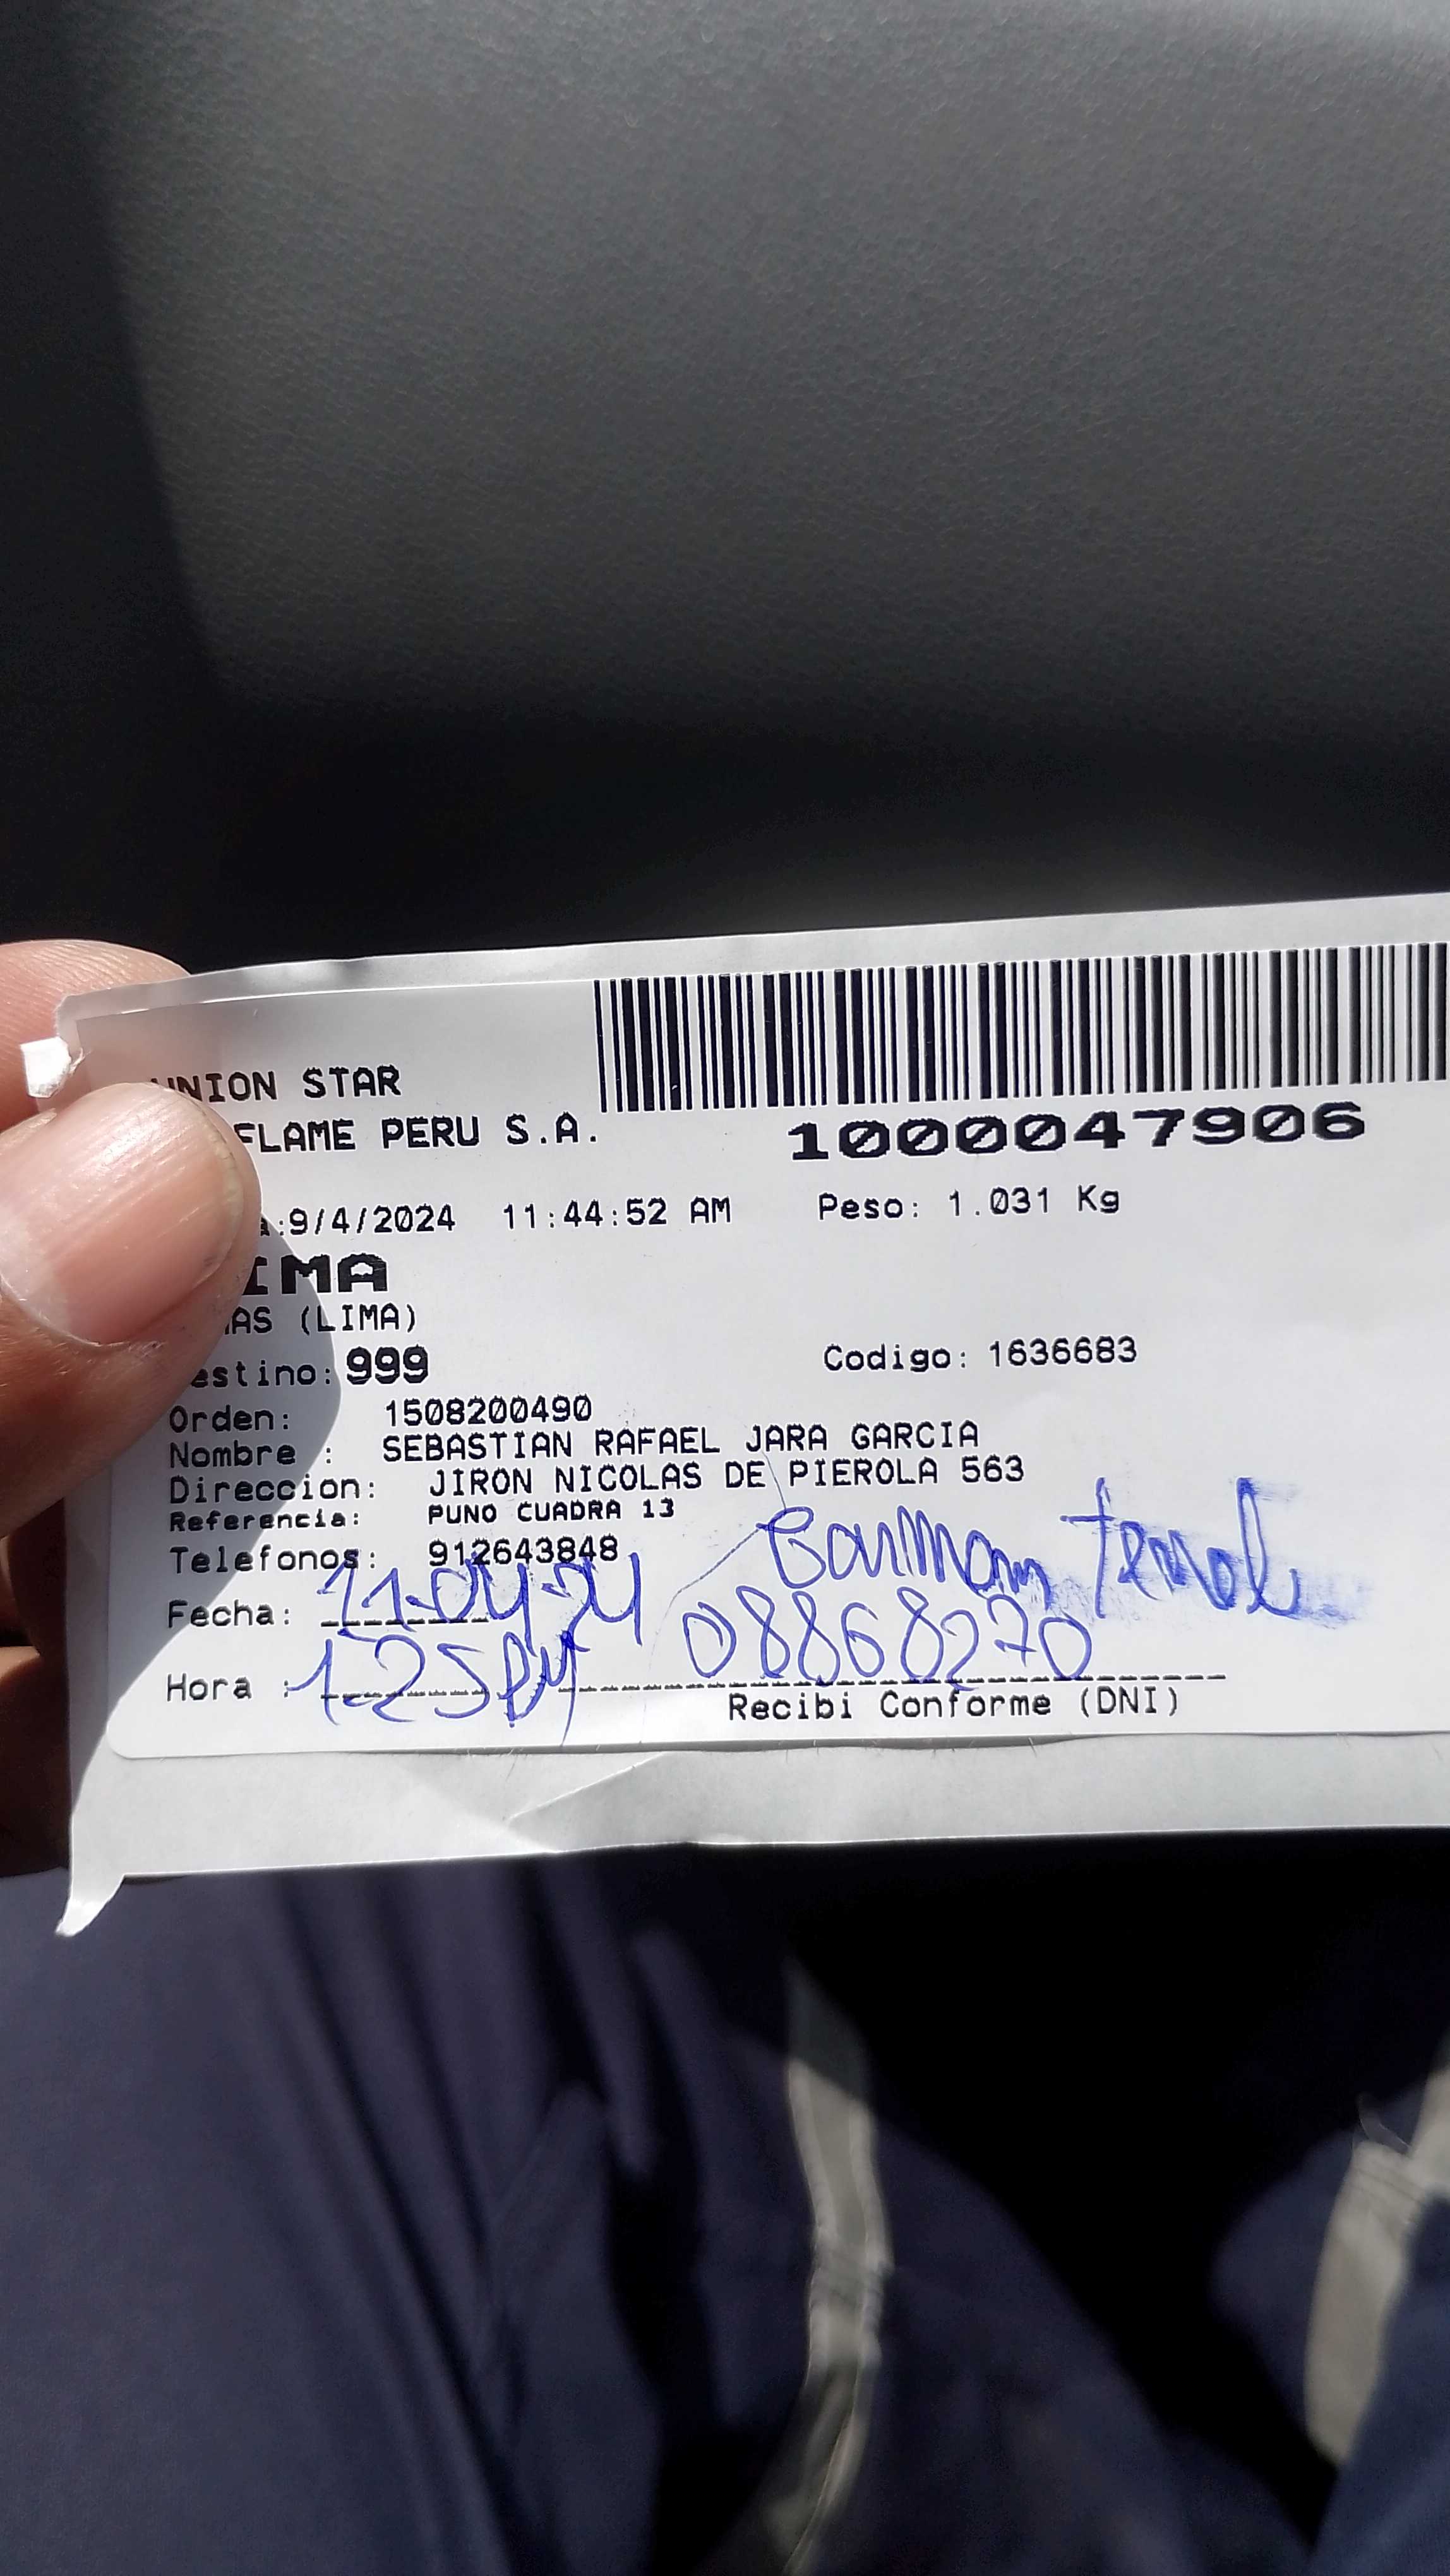 UNION STAR
FLAME PERU S.A.
1000047906
a:9/4/2024 11:44:52 AM Peso: 1.031 Kg
IMA
AS (LIMA)
estino: 999 Codigo: 1636683
Orden: 1508200490
Nombre : SEBASTIAN RAFAEL JARA GARCIA
Direccion: JIRON NICOLAS DE PIEROLA 563
Referencia: PUNO CUADRA 13
Telefonos: 912643848
Fecha: 11-04-24
08868270
Hora : 1-25 PM
Recibi Conforme (DNI)